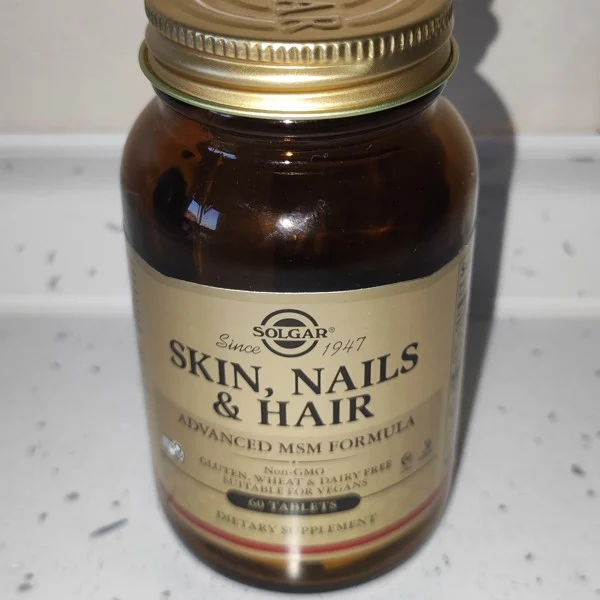 AR
SOLGAR®
Since 1947
SKIN, NAILS
& HAIR
ADVANCED MSM FORMULA
Non-GMO
GLUTEN, WHEAT & DAIRY FREE
SUITABLE FOR VEGANS
60 TABLETS
DIETARY SUPPLEMENT